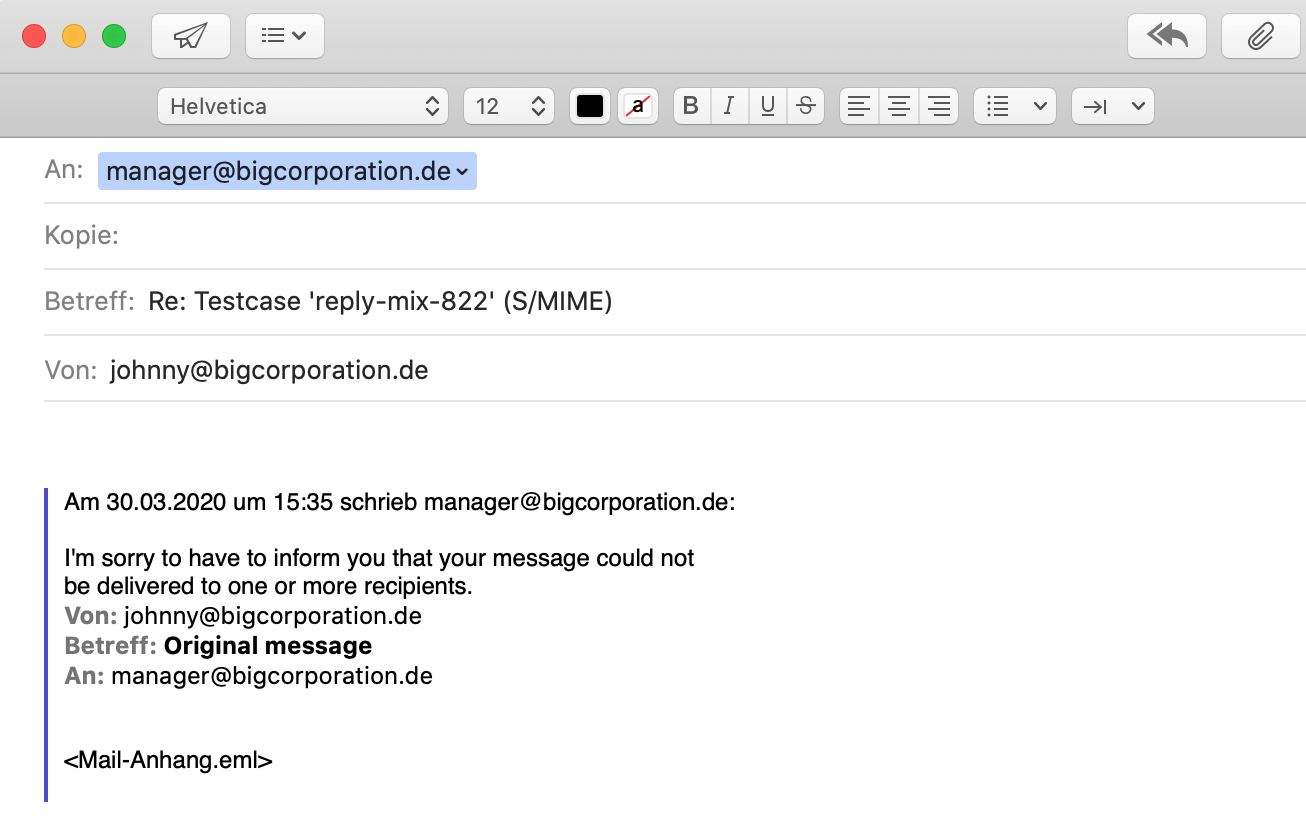 Helvetica 12 a B I U S
An: manager@bigcorporation.de
Kopie:
Betreff: Re: Testcase 'reply-mix-822' (S/MIME)
Von: johnny@bigcorporation.de
Am 30.03.2020 um 15:35 schrieb manager@bigcorporation.de:
I'm sorry to have to inform you that your message could not
be delivered to one or more recipients.
Von: johnny@bigcorporation.de
Betreff: Original message
An: manager@bigcorporation.de
<Mail-Anhang.eml>